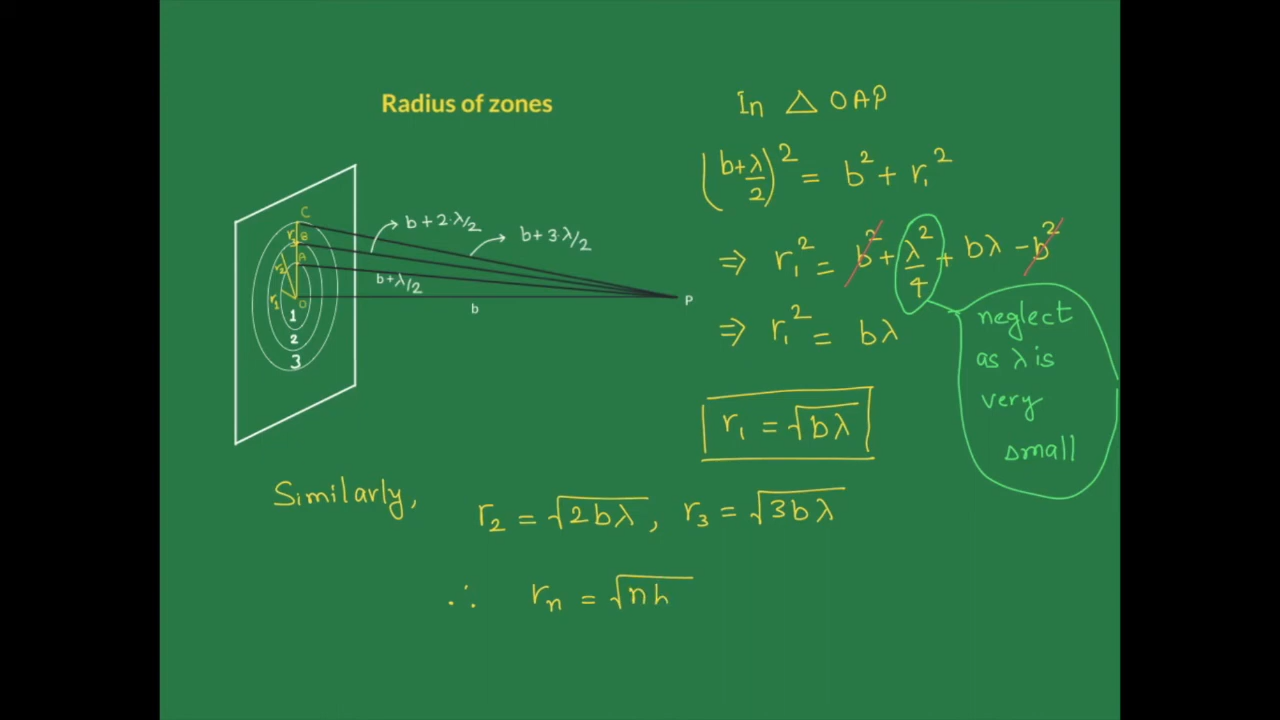 Radius of zones
In △ OAP
(b+λ/2)² = b² + r₁²
⇒ r₁² = b² + λ²/4 + bλ - b²
neglect
as λ is
very
small
⇒ r₁² = bλ
r₁ = √bλ
C
B
A
O
r₃
r₂
r₁
1
2
3
b+2·λ/2
b+3·λ/2
b+λ/2
b
P
Similarly,
r₂ = √2bλ, r₃ = √3bλ
∴ rₙ = √nh